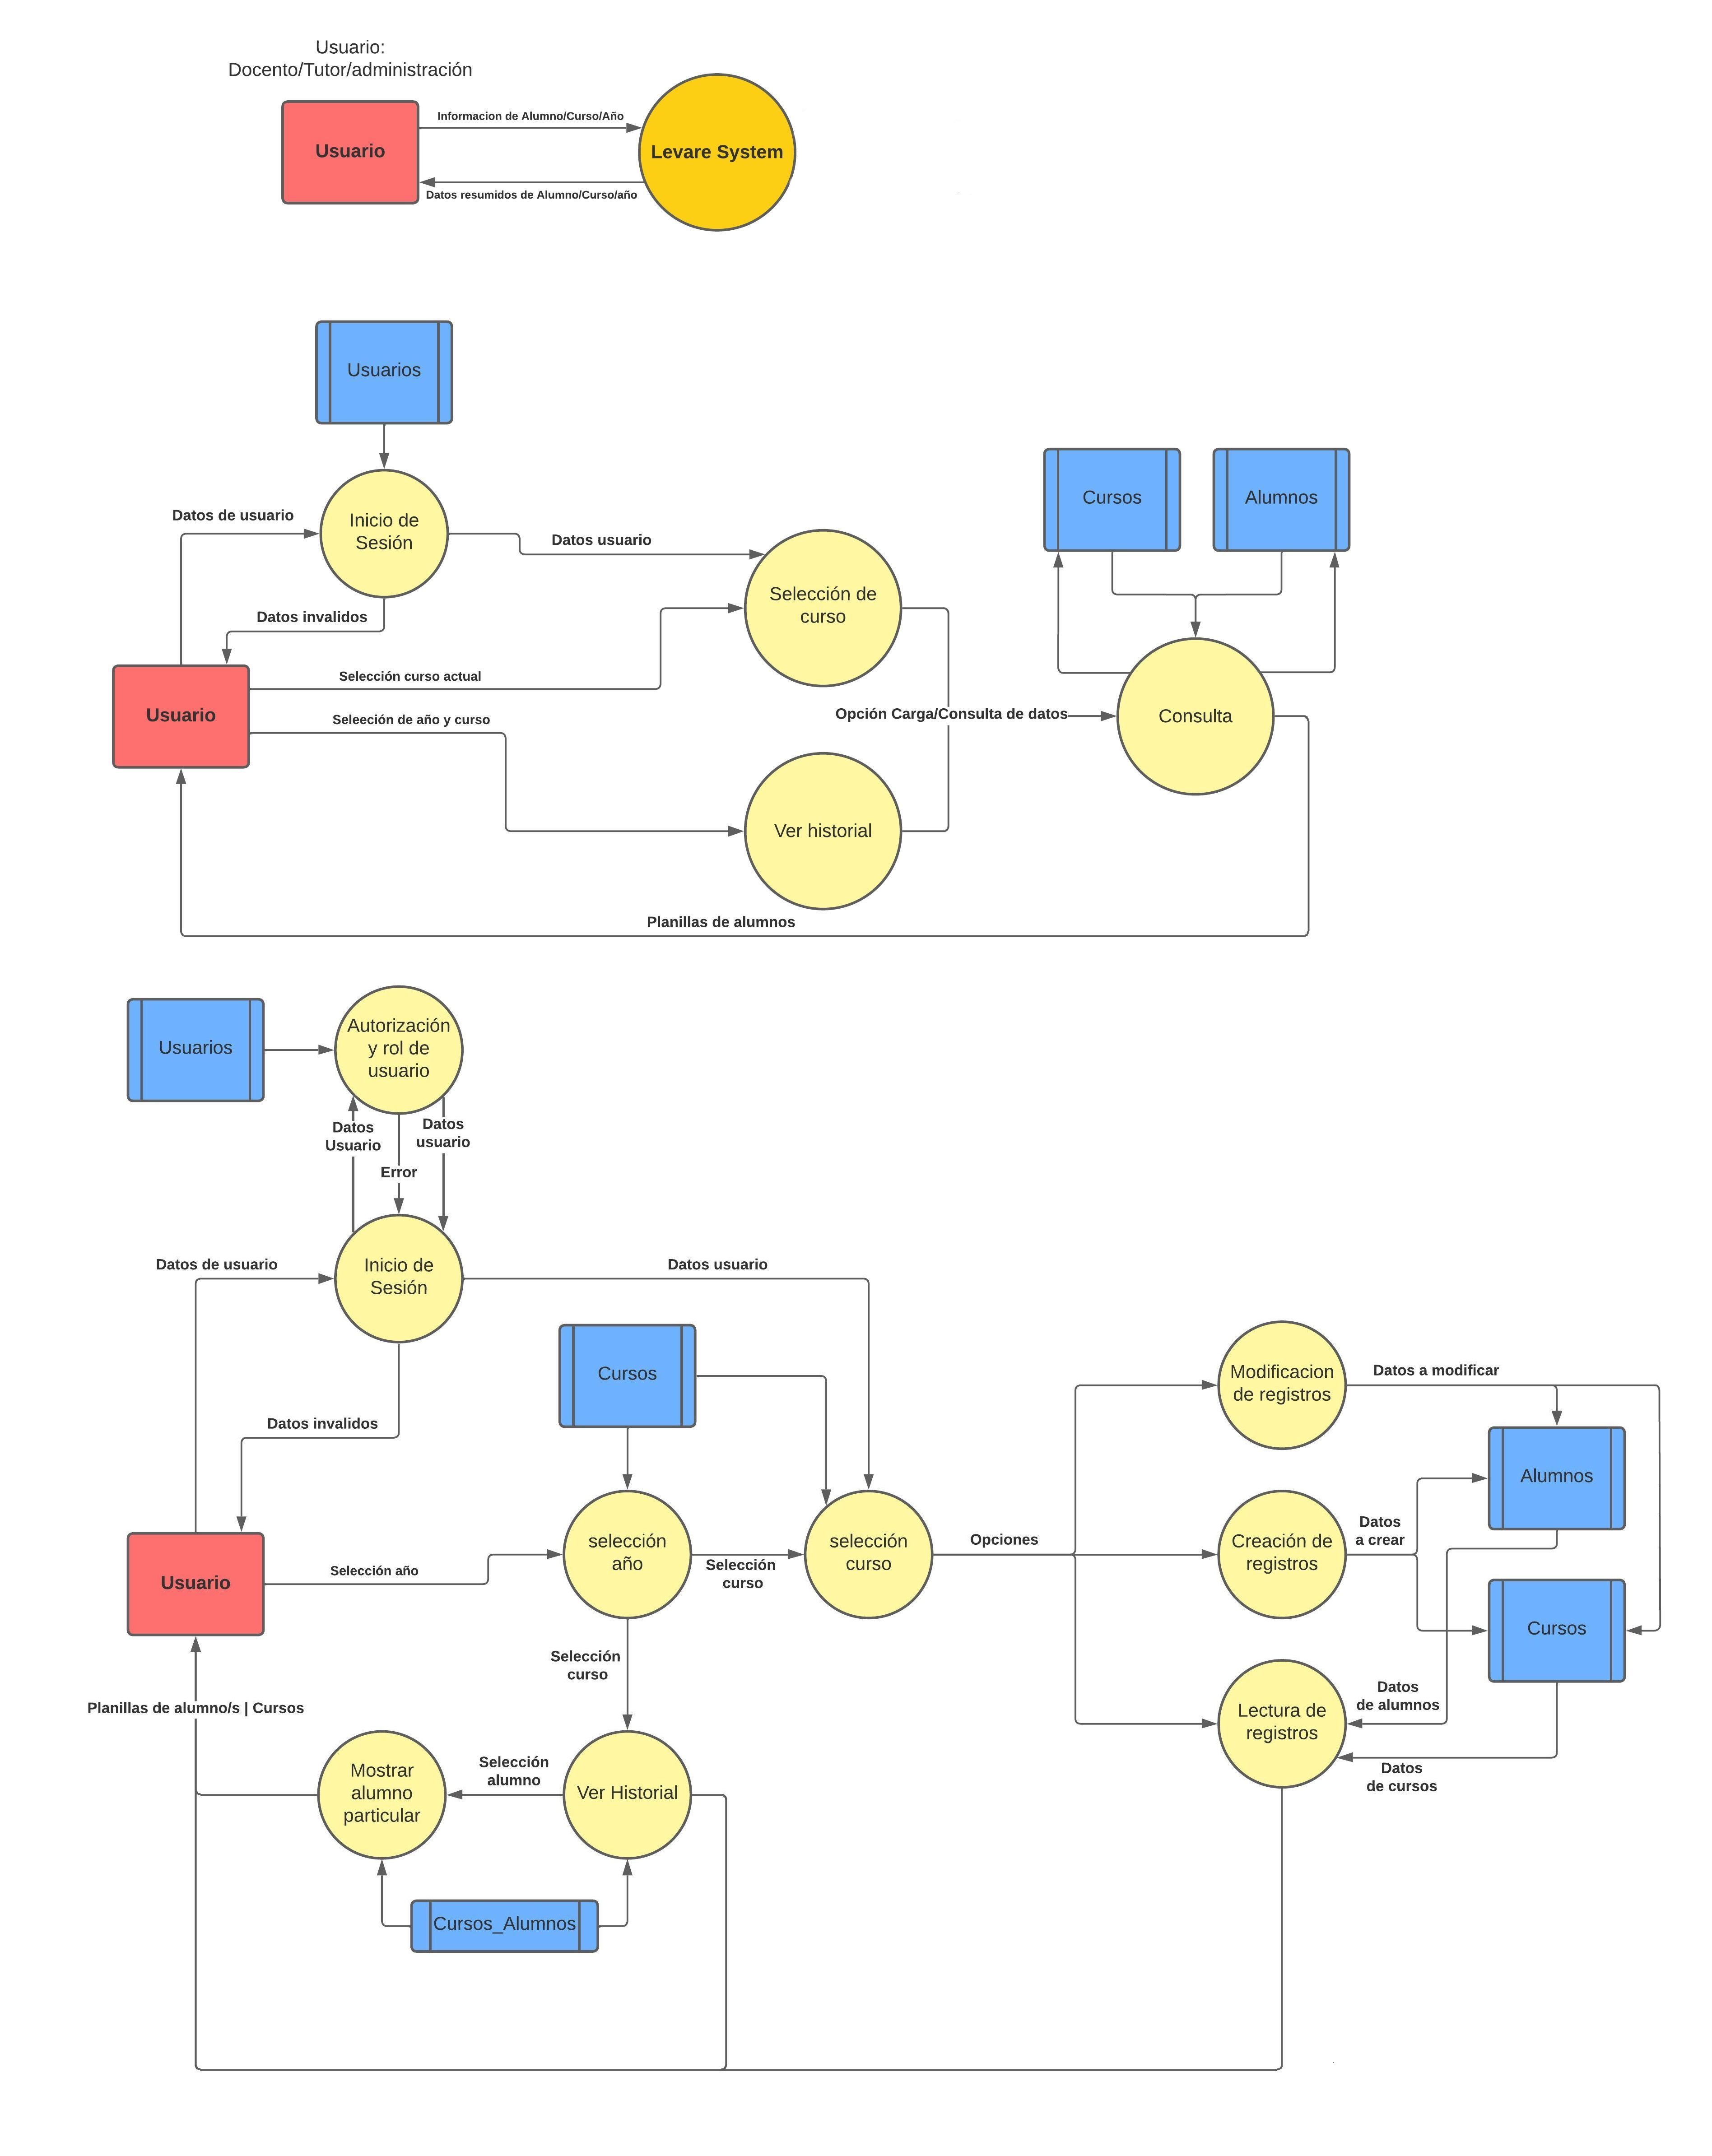 Usuario:
Docento/Tutor/administración
Informacion de Alumno/Curso/Año
Usuario
Levare System
Datos resumidos de Alumno/Curso/año
Usuarios
Cursos
Alumnos
Datos de usuario
Inicio de
Sesión
Datos usuario
Selección de
curso
Datos invalidos
Selección curso actual
Usuario
Seleeción de año y curso
Opción Carga/Consulta de datos
Consulta
Ver historial
Planillas de alumnos
Usuarios
Autorización
y rol de
usuario
Datos
Usuario
Datos
usuario
Error
Datos de usuario
Inicio de
Sesión
Datos usuario
Cursos
Modificacion
de registros
Datos a modificar
Datos invalidos
Alumnos
Usuario
Selección año
selección
año
Selección
curso
selección
curso
Opciones
Creación de
registros
Datos
a crear
Cursos
Selección
curso
Datos
de alumnos
Planillas de alumno/s | Cursos
Lectura de
registros
Datos
de cursos
Mostrar
alumno
particular
Selección
alumno
Ver Historial
Cursos_Alumnos